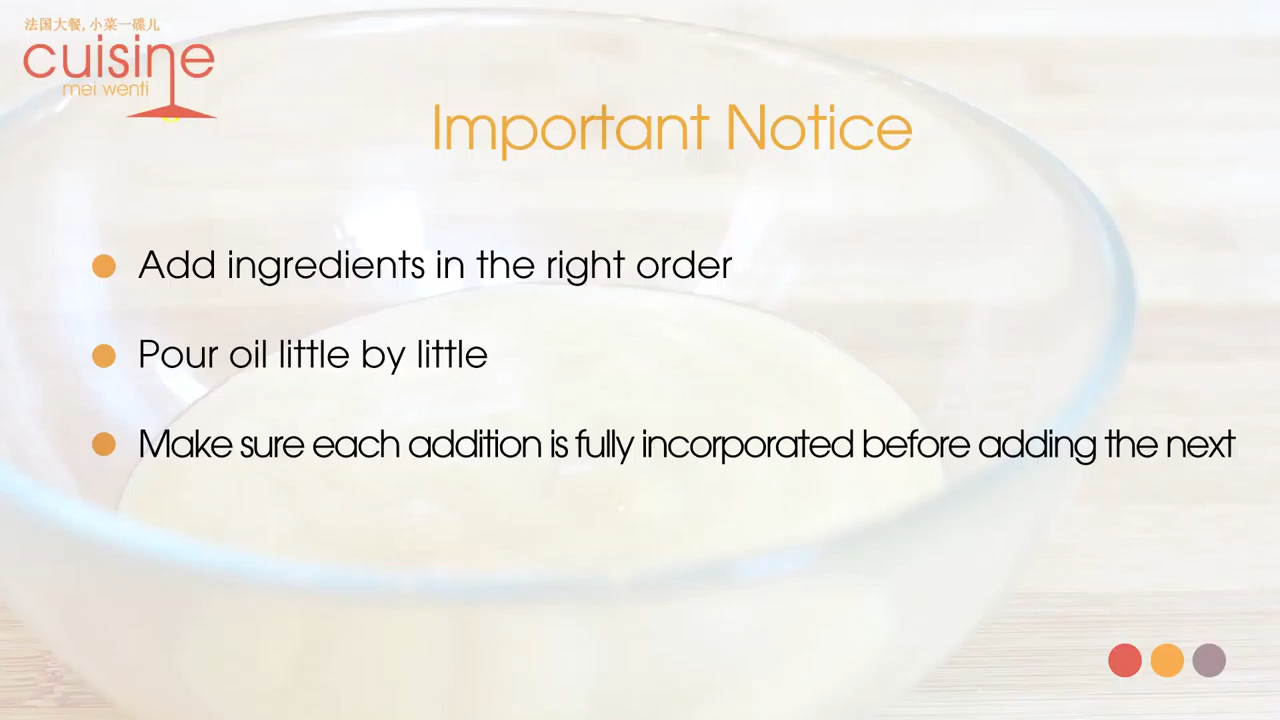 法国大餐, 小菜一碟儿
cuisine
mei wenti
Important Notice
Add ingredients in the right order
Pour oil little by little
Make sure each addition is fully incorporated before adding the next